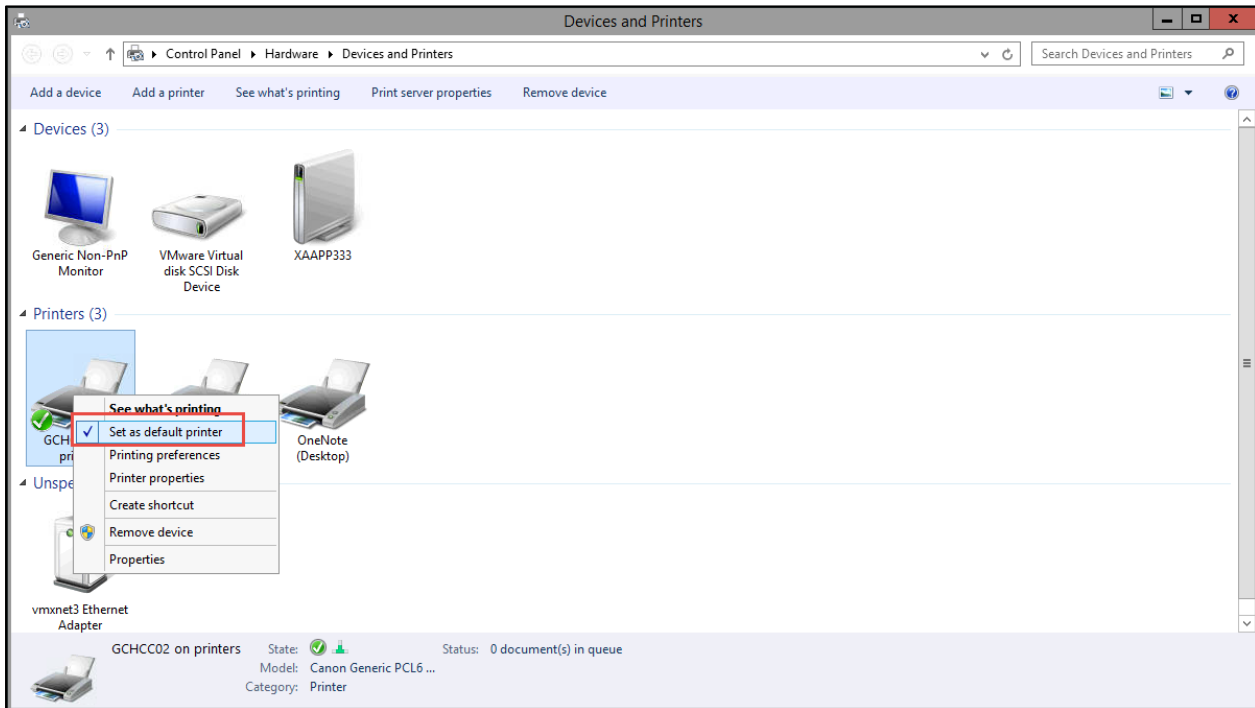 Devices and Printers
Control Panel ▸ Hardware ▸ Devices and Printers
Search Devices and Printers
Add a device Add a printer See what's printing Print server properties Remove device
Devices (3)
Generic Non-PnP
Monitor
VMware Virtual
disk SCSI Disk
Device
XAAPP333
Printers (3)
See what's printing
Set as default printer
Printing preferences
Printer properties
Create shortcut
Remove device
Properties
GCH
pri
OneNote
(Desktop)
Unspe
vmxnet3 Ethernet
Adapter
GCHCC02 on printers State: Status: 0 document(s) in queue
Model: Canon Generic PCL6 ...
Category: Printer